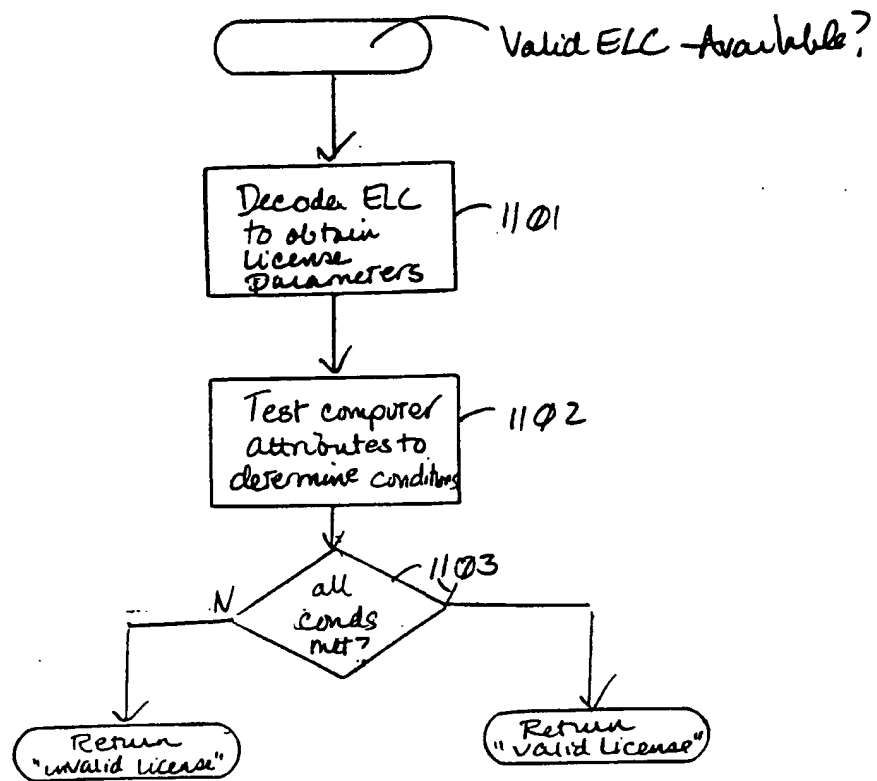 Valid ELC Available?
Decoder ELC
to obtain
License
Parameters
1101
Test computer
attributes to
determine conditions
1102
1103
N
all
conds
met?
Return
"invalid License"
Return
"valid License"